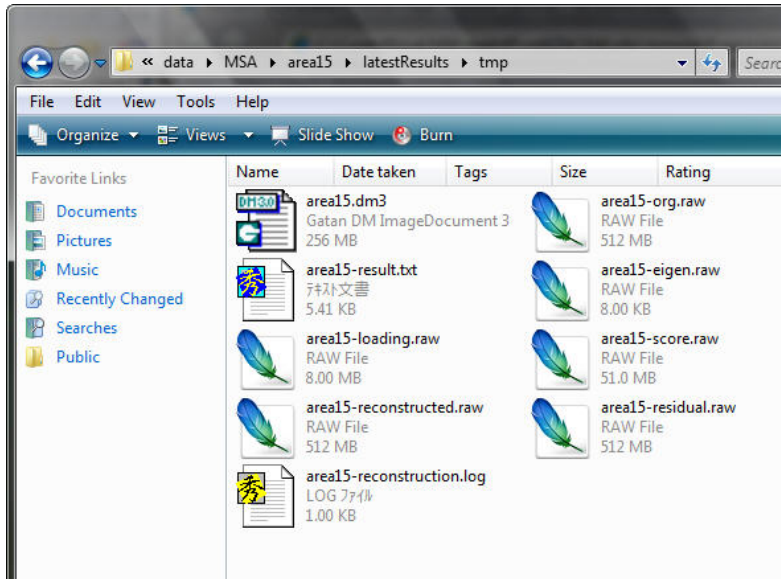 « data ▸ MSA ▸ area15 ▸ latestResults ▸ tmp
Searc
File Edit View Tools Help
Organize Views Slide Show Burn
Favorite Links
Documents
Pictures
Music
Recently Changed
Searches
Public
Name Date taken Tags Size Rating
DM3.0
area15.dm3
Gatan DM ImageDocument 3
256 MB
area15-org.raw
RAW File
512 MB
秀
area15-result.txt
テキスト文書
5.41 KB
area15-eigen.raw
RAW File
8.00 KB
area15-loading.raw
RAW File
8.00 MB
area15-score.raw
RAW File
51.0 MB
area15-reconstructed.raw
RAW File
512 MB
area15-residual.raw
RAW File
512 MB
秀
area15-reconstruction.log
LOG ファイル
1.00 KB